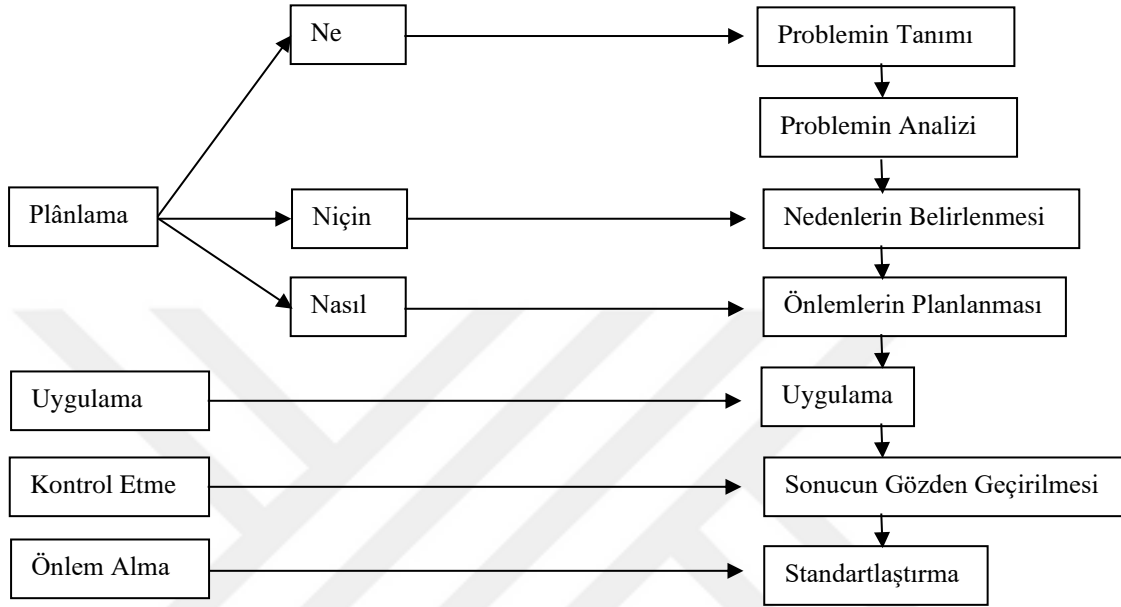 Ne
Problemin Tanımı
Problemin Analizi
Plânlama
Niçin
Nedenlerin Belirlenmesi
Nasıl
Önlemlerin Planlanması
Uygulama
Uygulama
Kontrol Etme
Sonucun Gözden Geçirilmesi
Önlem Alma
Standartlaştırma